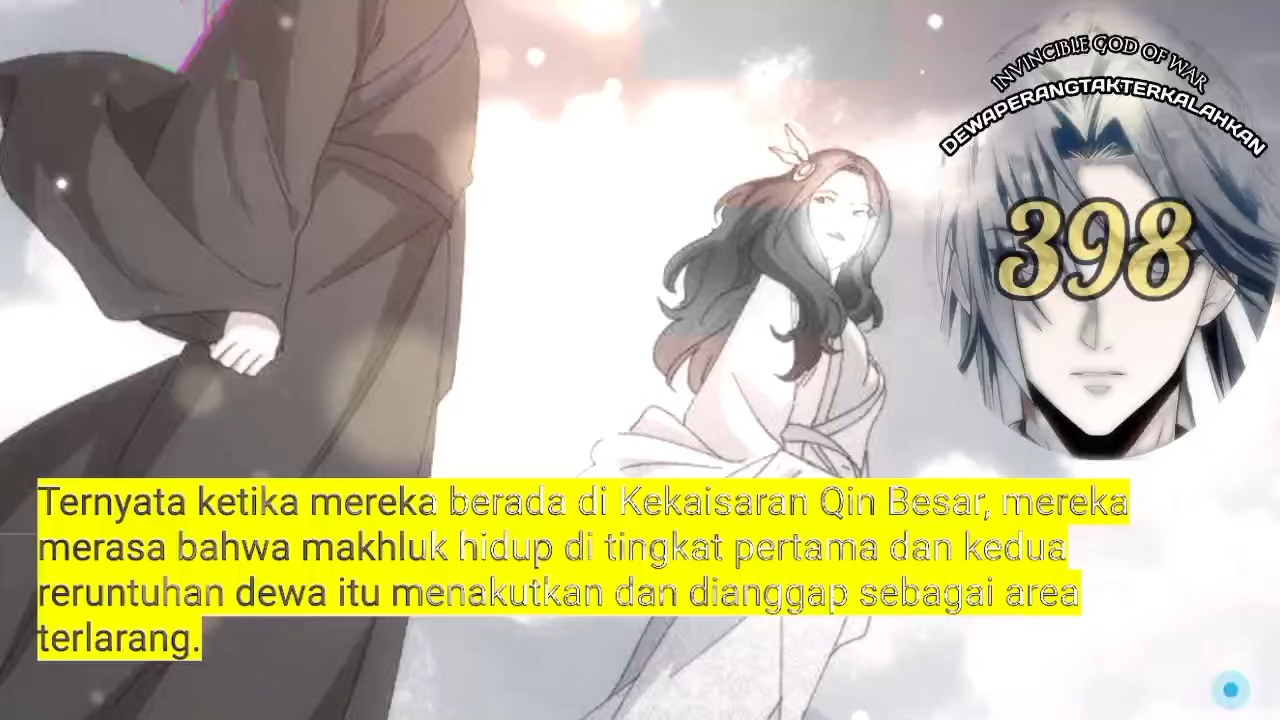 INVINCIBLE GOD OF WAR
DEWAPERANGTAKTERKALAHKAN
398
Ternyata ketika mereka berada di Kekaisaran Qin Besar, mereka
merasa bahwa makhluk hidup di tingkat pertama dan kedua
reruntuhan dewa itu menakutkan dan dianggap sebagai area
terlarang.